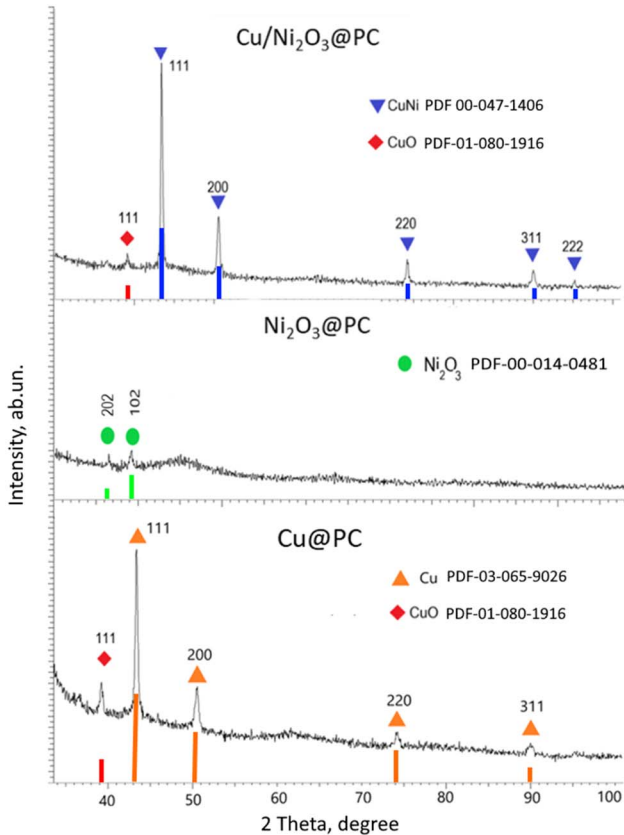 Cu/Ni₂O₃@PC
111
CuNi PDF 00-047-1406
CuO PDF-01-080-1916
200
111
220
311
222
Ni₂O₃@PC
Ni₂O₃ PDF-00-014-0481
202
102
Intensity, ab.un.
Cu@PC
111
Cu PDF-03-065-9026
CuO PDF-01-080-1916
111
200
220
311
40 50 60 70 80 90 100
2 Theta, degree